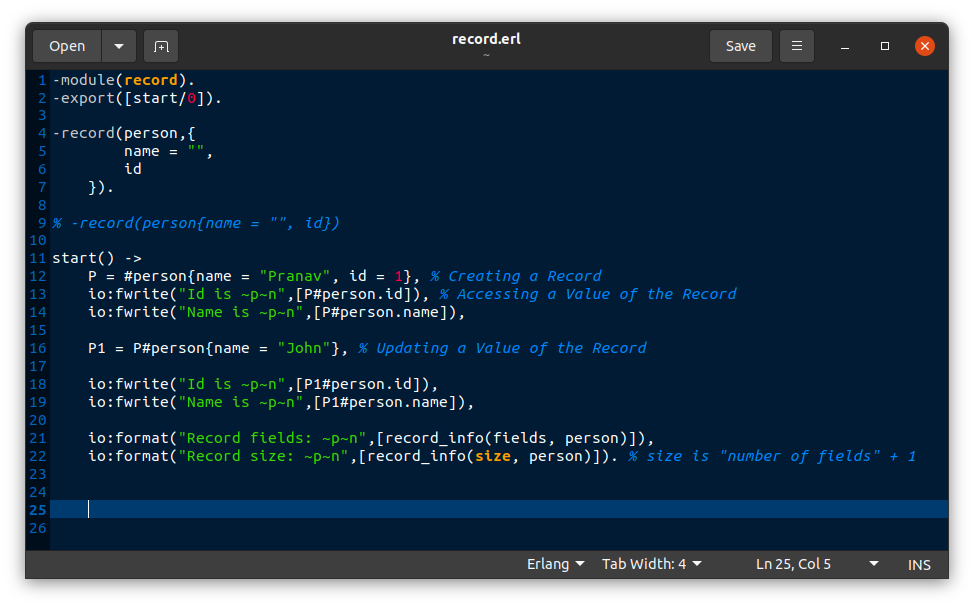 Open
record.erl
~
Save
1 -module(record).
2 -export([start/0]).
3
4 -record(person,{
5         name = "",
6         id
7     }).
8
9 % -record(person{name = "", id})
10
11 start() ->
12     P = #person{name = "Pranav", id = 1}, % Creating a Record
13     io:fwrite("Id is ~p~n",[P#person.id]), % Accessing a Value of the Record
14     io:fwrite("Name is ~p~n",[P#person.name]),
15
16     P1 = P#person{name = "John"}, % Updating a Value of the Record
17
18     io:fwrite("Id is ~p~n",[P1#person.id]),
19     io:fwrite("Name is ~p~n",[P1#person.name]),
20
21     io:format("Record fields: ~p~n",[record_info(fields, person)]),
22     io:format("Record size: ~p~n",[record_info(size, person)]). % size is "number of fields" + 1
23
24
25
26
Erlang Tab Width: 4 Ln 25, Col 5 INS